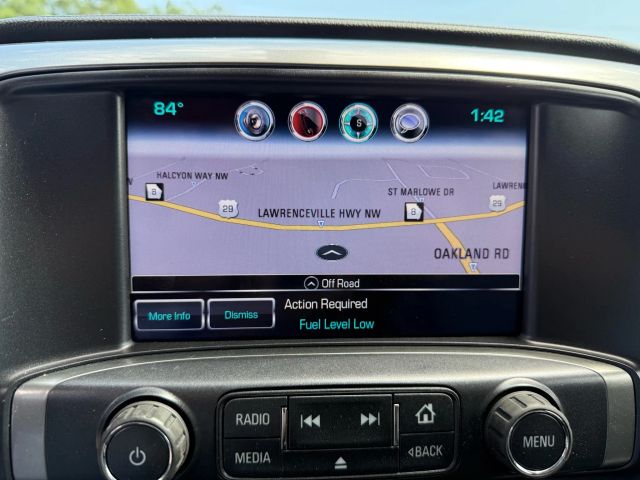 84°
S
1:42
HALCYON WAY NW
8
29
LAWRENCEVILLE HWY NW
ST MARLOWE DR
8
LAWREN
29
OAKLAND RD
Off Road
More Info
Dismiss
Action Required
Fuel Level Low
RADIO
MEDIA
BACK
MENU